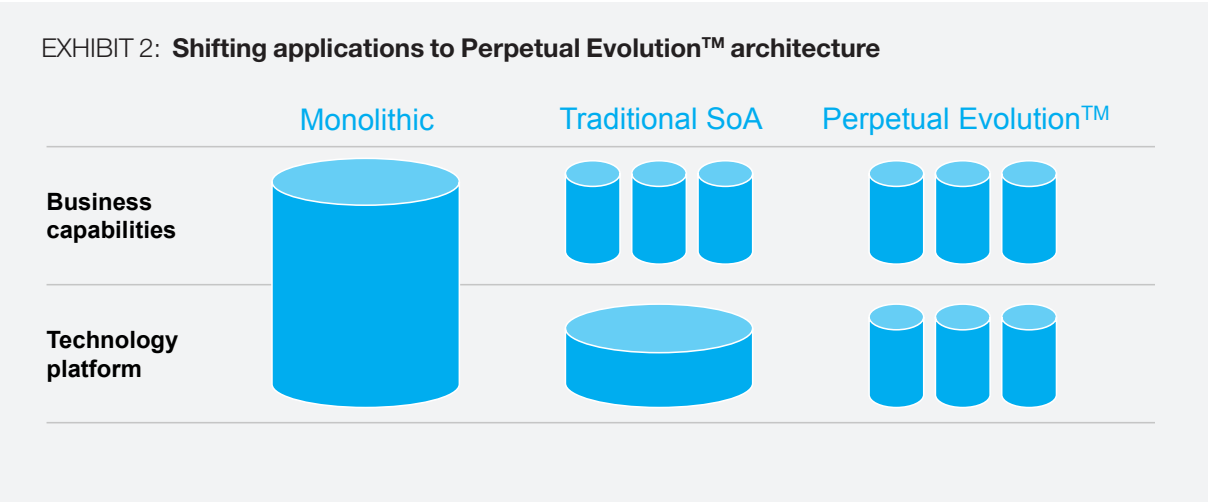 EXHIBIT 2: Shifting applications to Perpetual Evolution™ architecture
Monolithic
Traditional SoA
Perpetual Evolution™
Business
capabilities
Technology
platform